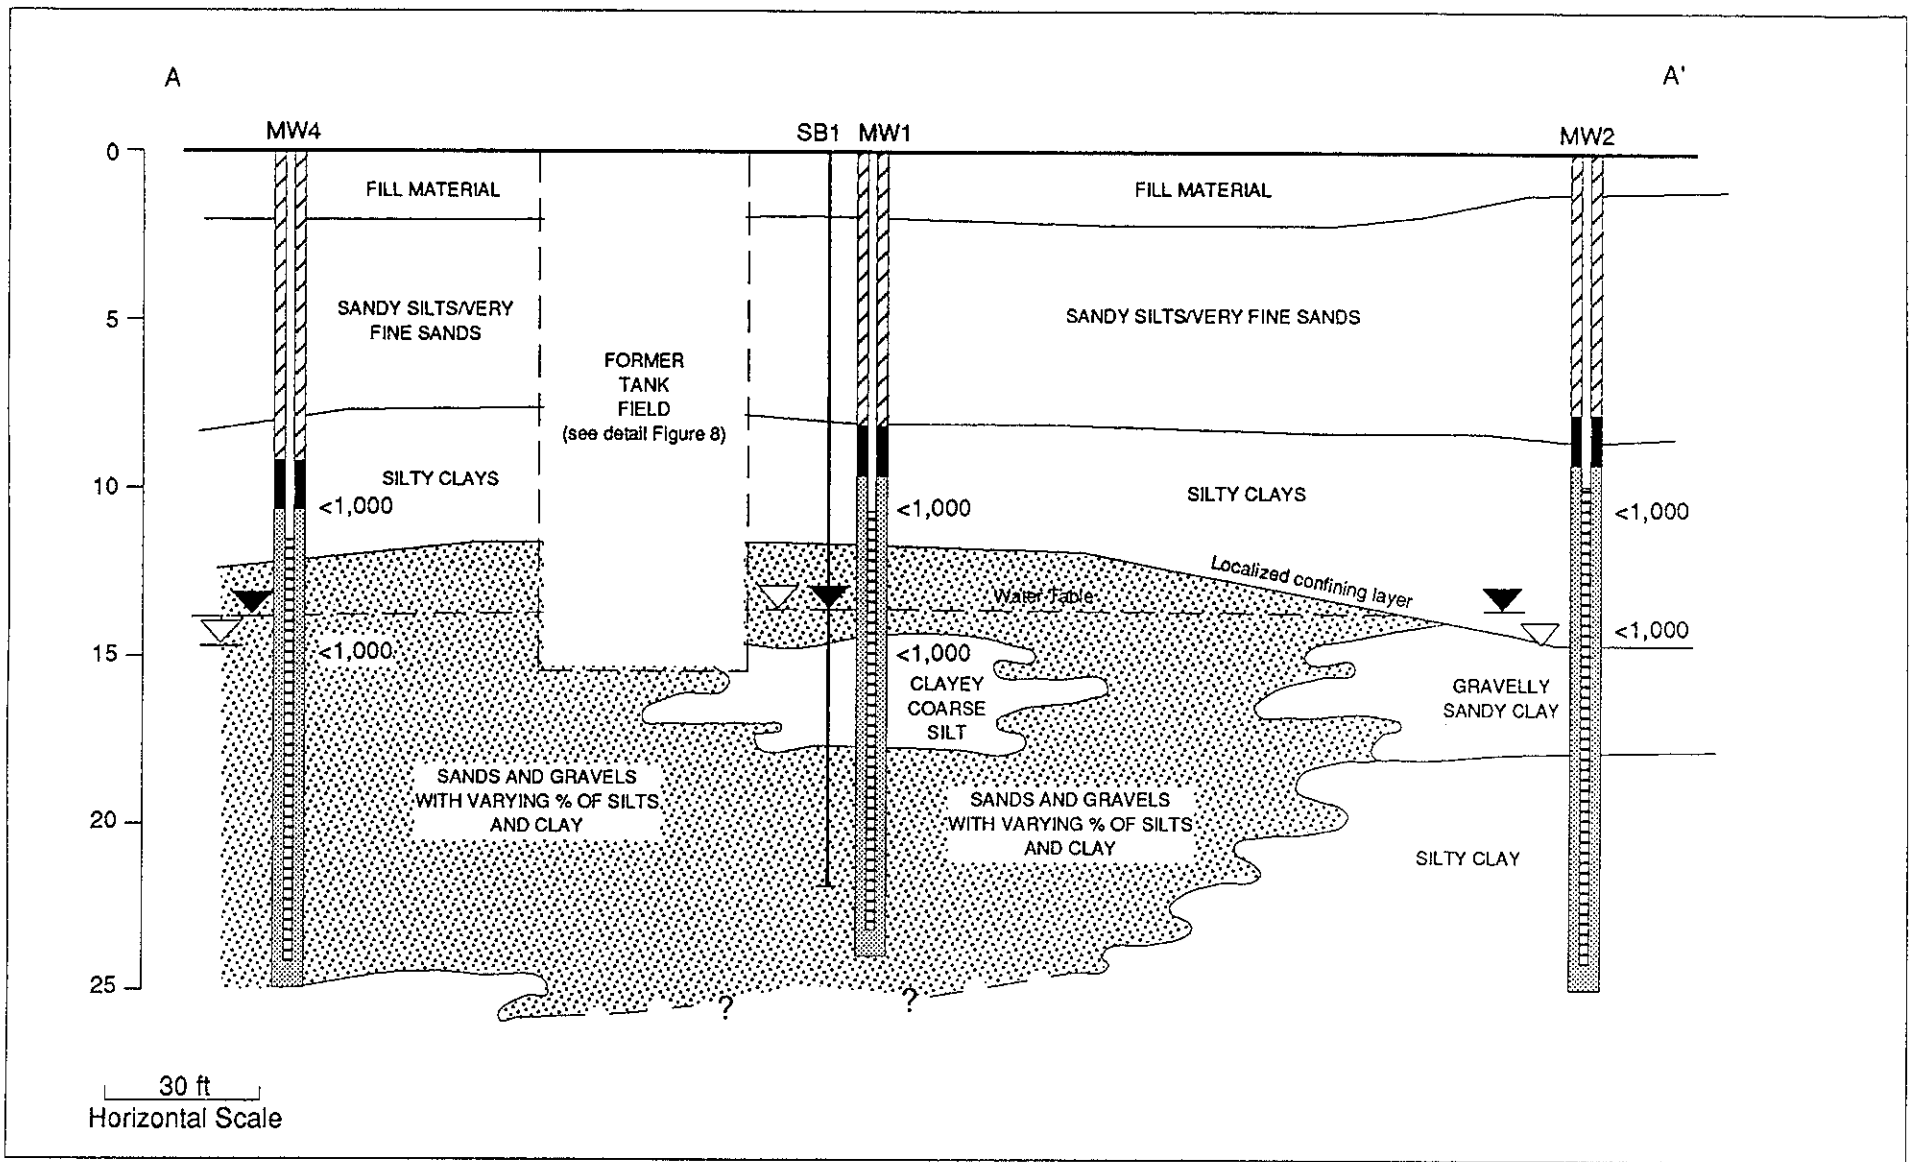 A
A'
MW4
SB1
MW1
MW2
0
FILL MATERIAL
FILL MATERIAL
5
SANDY SILTS/VERY
FINE SANDS
SANDY SILTS/VERY FINE SANDS
FORMER
TANK
FIELD
(see detail Figure 8)
10
SILTY CLAYS
SILTY CLAYS
<1,000
<1,000
<1,000
Localized confining layer
Water Table
15
<1,000
<1,000
<1,000
CLAYEY
COARSE
SILT
GRAVELLY
SANDY CLAY
SANDS AND GRAVELS
WITH VARYING % OF SILTS
AND CLAY
SANDS AND GRAVELS
WITH VARYING % OF SILTS
AND CLAY
20
SILTY CLAY
25
?
?
30 ft
Horizontal Scale